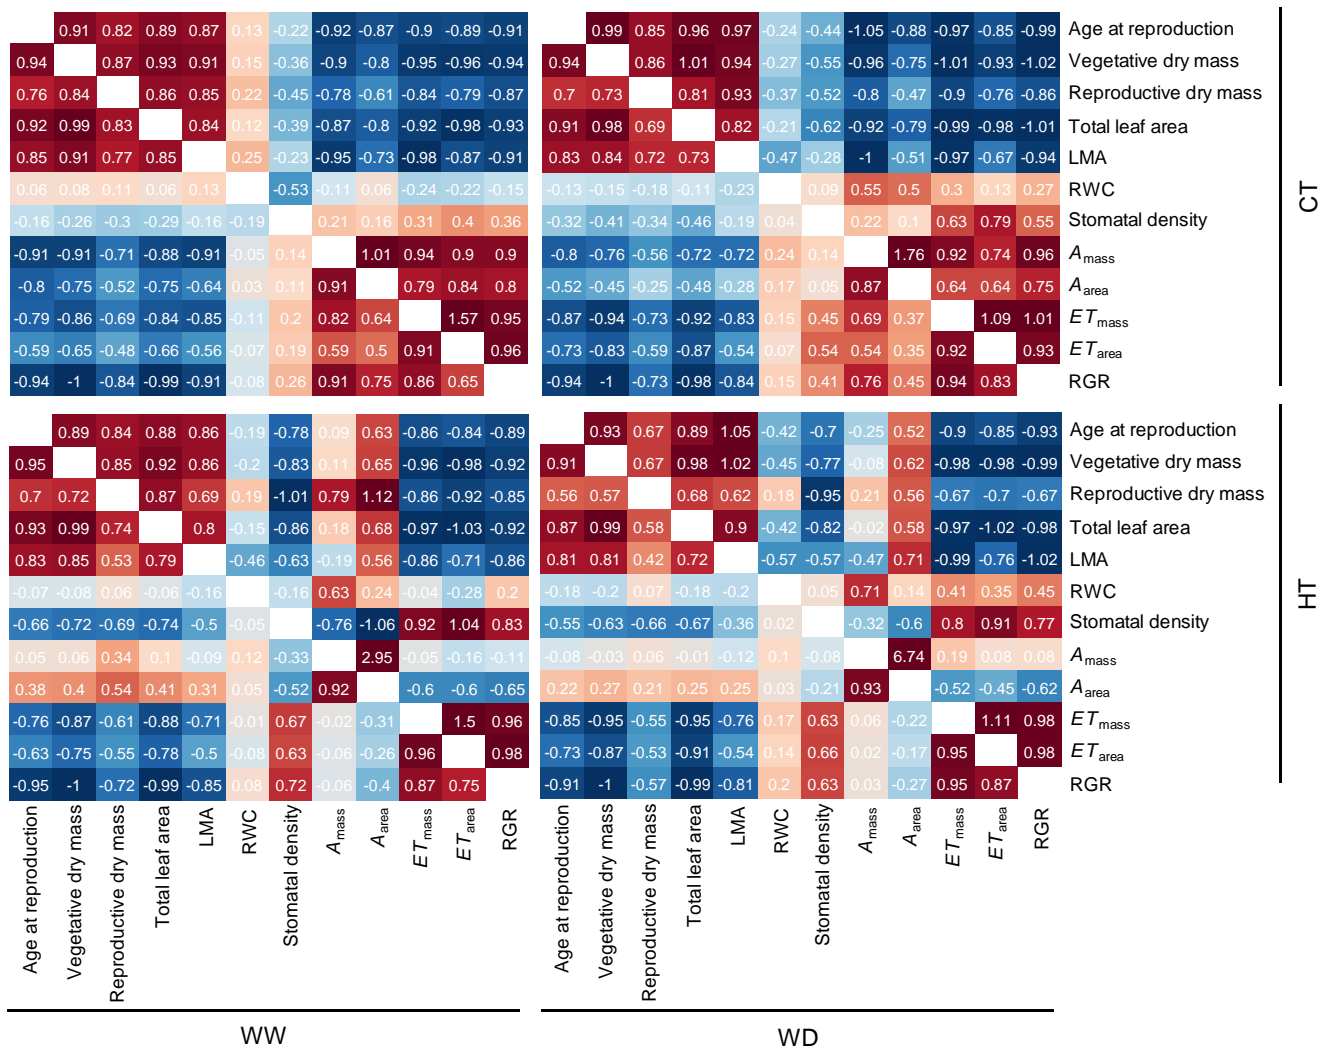 0.91 0.82 0.89 0.87 0.13 -0.22 -0.92 -0.87 -0.9 -0.89 -0.91 0.99 0.85 0.96 0.97 -0.24 -0.44 -1.05 -0.88 -0.97 -0.85 -0.99 Age at reproduction
0.94 0.87 0.93 0.91 0.15 -0.36 -0.9 -0.8 -0.95 -0.96 -0.94 0.94 0.86 1.01 0.94 -0.27 -0.55 -0.96 -0.75 -1.01 -0.93 -1.02 Vegetative dry mass
0.76 0.84 0.86 0.85 0.22 -0.45 -0.78 -0.61 -0.84 -0.79 -0.87 0.7 0.73 0.81 0.93 -0.37 -0.52 -0.8 -0.47 -0.9 -0.76 -0.86 Reproductive dry mass
0.92 0.99 0.83 0.84 0.12 -0.39 -0.87 -0.8 -0.92 -0.98 -0.93 0.91 0.98 0.69 0.82 -0.21 -0.62 -0.92 -0.79 -0.99 -0.98 -1.01 Total leaf area
0.85 0.91 0.77 0.85 0.25 -0.23 -0.95 -0.73 -0.98 -0.87 -0.91 0.83 0.84 0.72 0.73 -0.47 -0.28 -1 -0.51 -0.97 -0.67 -0.94 LMA
0.06 0.08 0.11 0.06 0.13 -0.53 -0.11 0.06 -0.24 -0.22 -0.15 -0.13 -0.15 -0.18 -0.11 -0.23 0.09 0.55 0.5 0.3 0.13 0.27 RWC
-0.16 -0.26 -0.3 -0.29 -0.16 -0.19 0.21 0.16 0.31 0.4 0.36 -0.32 -0.41 -0.34 -0.46 -0.19 0.04 0.22 0.1 0.63 0.79 0.55 Stomatal density
-0.91 -0.91 -0.71 -0.88 -0.91 -0.05 0.14 1.01 0.94 0.9 0.9 -0.8 -0.76 -0.56 -0.72 -0.72 0.24 0.14 1.76 0.92 0.74 0.96 Amass
-0.8 -0.75 -0.52 -0.75 -0.64 0.03 0.11 0.91 0.79 0.84 0.8 -0.52 -0.45 -0.25 -0.48 -0.28 0.17 0.05 0.87 0.64 0.64 0.75 Aarea
-0.79 -0.86 -0.69 -0.84 -0.85 -0.11 0.2 0.82 0.64 1.57 0.95 -0.87 -0.94 -0.73 -0.92 -0.83 0.15 0.45 0.69 0.37 1.09 1.01 ETmass
-0.59 -0.65 -0.48 -0.66 -0.56 -0.07 0.19 0.59 0.5 0.91 0.96 -0.73 -0.83 -0.59 -0.87 -0.54 0.07 0.54 0.54 0.35 0.92 0.93 ETarea
-0.94 -1 -0.84 -0.99 -0.91 -0.08 0.26 0.91 0.75 0.86 0.65 -0.94 -1 -0.73 -0.98 -0.84 0.15 0.41 0.76 0.45 0.94 0.83 RGR
CT
0.89 0.84 0.88 0.86 -0.19 -0.78 0.09 0.63 -0.86 -0.84 -0.89 0.93 0.67 0.89 1.05 -0.42 -0.7 -0.25 0.52 -0.9 -0.85 -0.93 Age at reproduction
0.95 0.85 0.92 0.86 -0.2 -0.83 0.11 0.65 -0.96 -0.98 -0.92 0.91 0.67 0.98 1.02 -0.45 -0.77 -0.08 0.62 -0.98 -0.98 -0.99 Vegetative dry mass
0.7 0.72 0.87 0.69 0.19 -1.01 0.79 1.12 -0.86 -0.92 -0.85 0.56 0.57 0.68 0.62 0.18 -0.95 0.21 0.56 -0.67 -0.7 -0.67 Reproductive dry mass
0.93 0.99 0.74 0.8 -0.15 -0.86 0.18 0.68 -0.97 -1.03 -0.92 0.87 0.99 0.58 0.9 -0.42 -0.82 -0.02 0.58 -0.97 -1.02 -0.98 Total leaf area
0.83 0.85 0.53 0.79 -0.46 -0.63 -0.19 0.56 -0.86 -0.71 -0.86 0.81 0.81 0.42 0.72 -0.57 -0.57 -0.47 0.71 -0.99 -0.76 -1.02 LMA
-0.07 -0.08 0.06 -0.06 -0.16 -0.16 0.63 0.24 -0.04 -0.28 0.2 -0.18 -0.2 0.07 -0.18 -0.2 0.05 0.71 0.14 0.41 0.35 0.45 RWC
-0.66 -0.72 -0.69 -0.74 -0.5 -0.05 -0.76 -1.06 0.92 1.04 0.83 -0.55 -0.63 -0.66 -0.67 -0.36 0.02 -0.32 -0.6 0.8 0.91 0.77 Stomatal density
0.05 0.06 0.34 0.1 -0.09 0.12 -0.33 2.95 -0.05 -0.16 -0.11 -0.08 -0.03 0.06 -0.01 -0.12 0.1 -0.08 6.74 0.19 0.08 0.08 Amass
0.38 0.4 0.54 0.41 0.31 0.05 -0.52 0.92 -0.6 -0.6 -0.65 0.22 0.27 0.21 0.25 0.25 0.03 -0.21 0.93 -0.52 -0.45 -0.62 Aarea
-0.76 -0.87 -0.61 -0.88 -0.71 -0.01 0.67 -0.02 -0.31 1.5 0.96 -0.85 -0.95 -0.55 -0.95 -0.76 0.17 0.63 0.06 -0.22 1.11 0.98 ETmass
-0.63 -0.75 -0.55 -0.78 -0.5 -0.08 0.63 -0.06 -0.26 0.96 0.98 -0.73 -0.87 -0.53 -0.91 -0.54 0.14 0.66 0.02 -0.17 0.95 0.98 ETarea
-0.95 -1 -0.72 -0.99 -0.85 0.08 0.72 -0.06 -0.4 0.87 0.75 -0.91 -1 -0.57 -0.99 -0.81 0.2 0.63 0.03 -0.27 0.95 0.87 RGR
HT
Age at reproduction
Vegetative dry mass
Reproductive dry mass
Total leaf area
LMA
RWC
Stomatal density
Amass
Aarea
ETmass
ETarea
RGR
Age at reproduction
Vegetative dry mass
Reproductive dry mass
Total leaf area
LMA
RWC
Stomatal density
Amass
Aarea
ETmass
ETarea
RGR
WW
WD